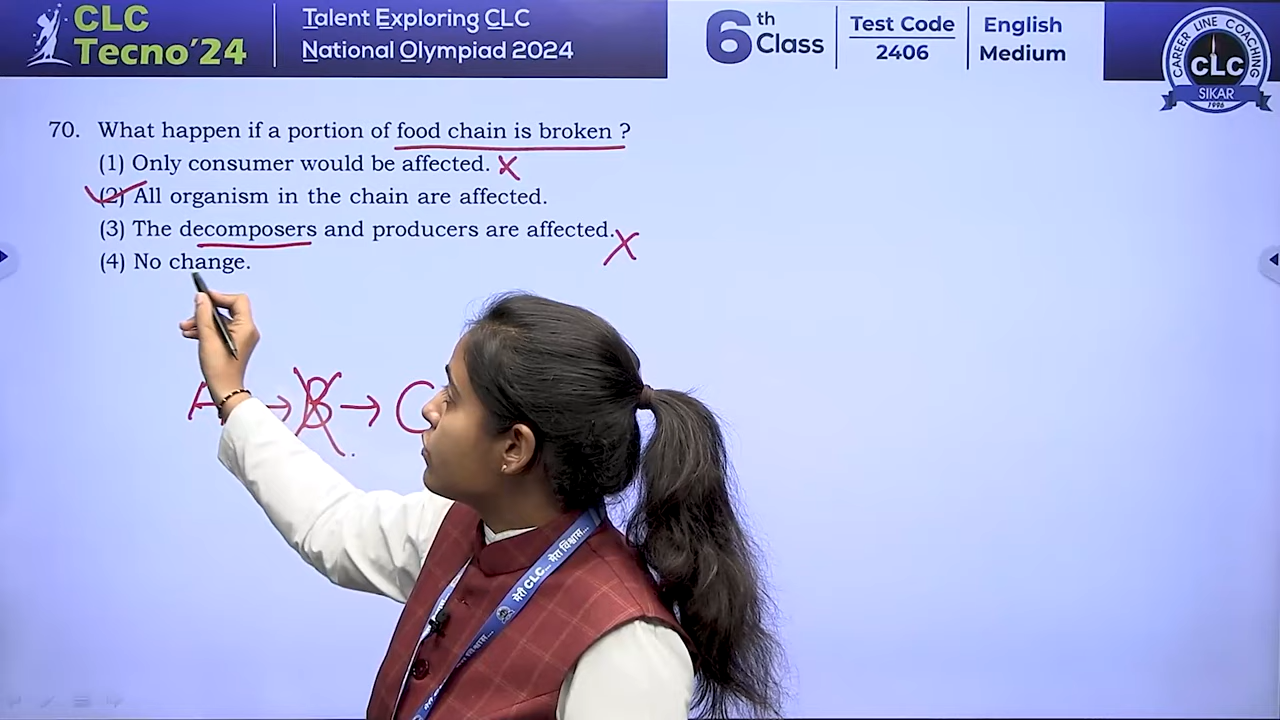 CLC
Tecno'24
Talent Exploring CLC
National Olympiad 2024
6th Class
Test Code
2406
English
Medium
CAREER LINE COACHING
CLC
SIKAR
1996
70. What happen if a portion of food chain is broken ?
(1) Only consumer would be affected. x
(2) All organism in the chain are affected.
(3) The decomposers and producers are affected. x
(4) No change.
A → B → C
मेरी CLC... मेरा विश्वास...